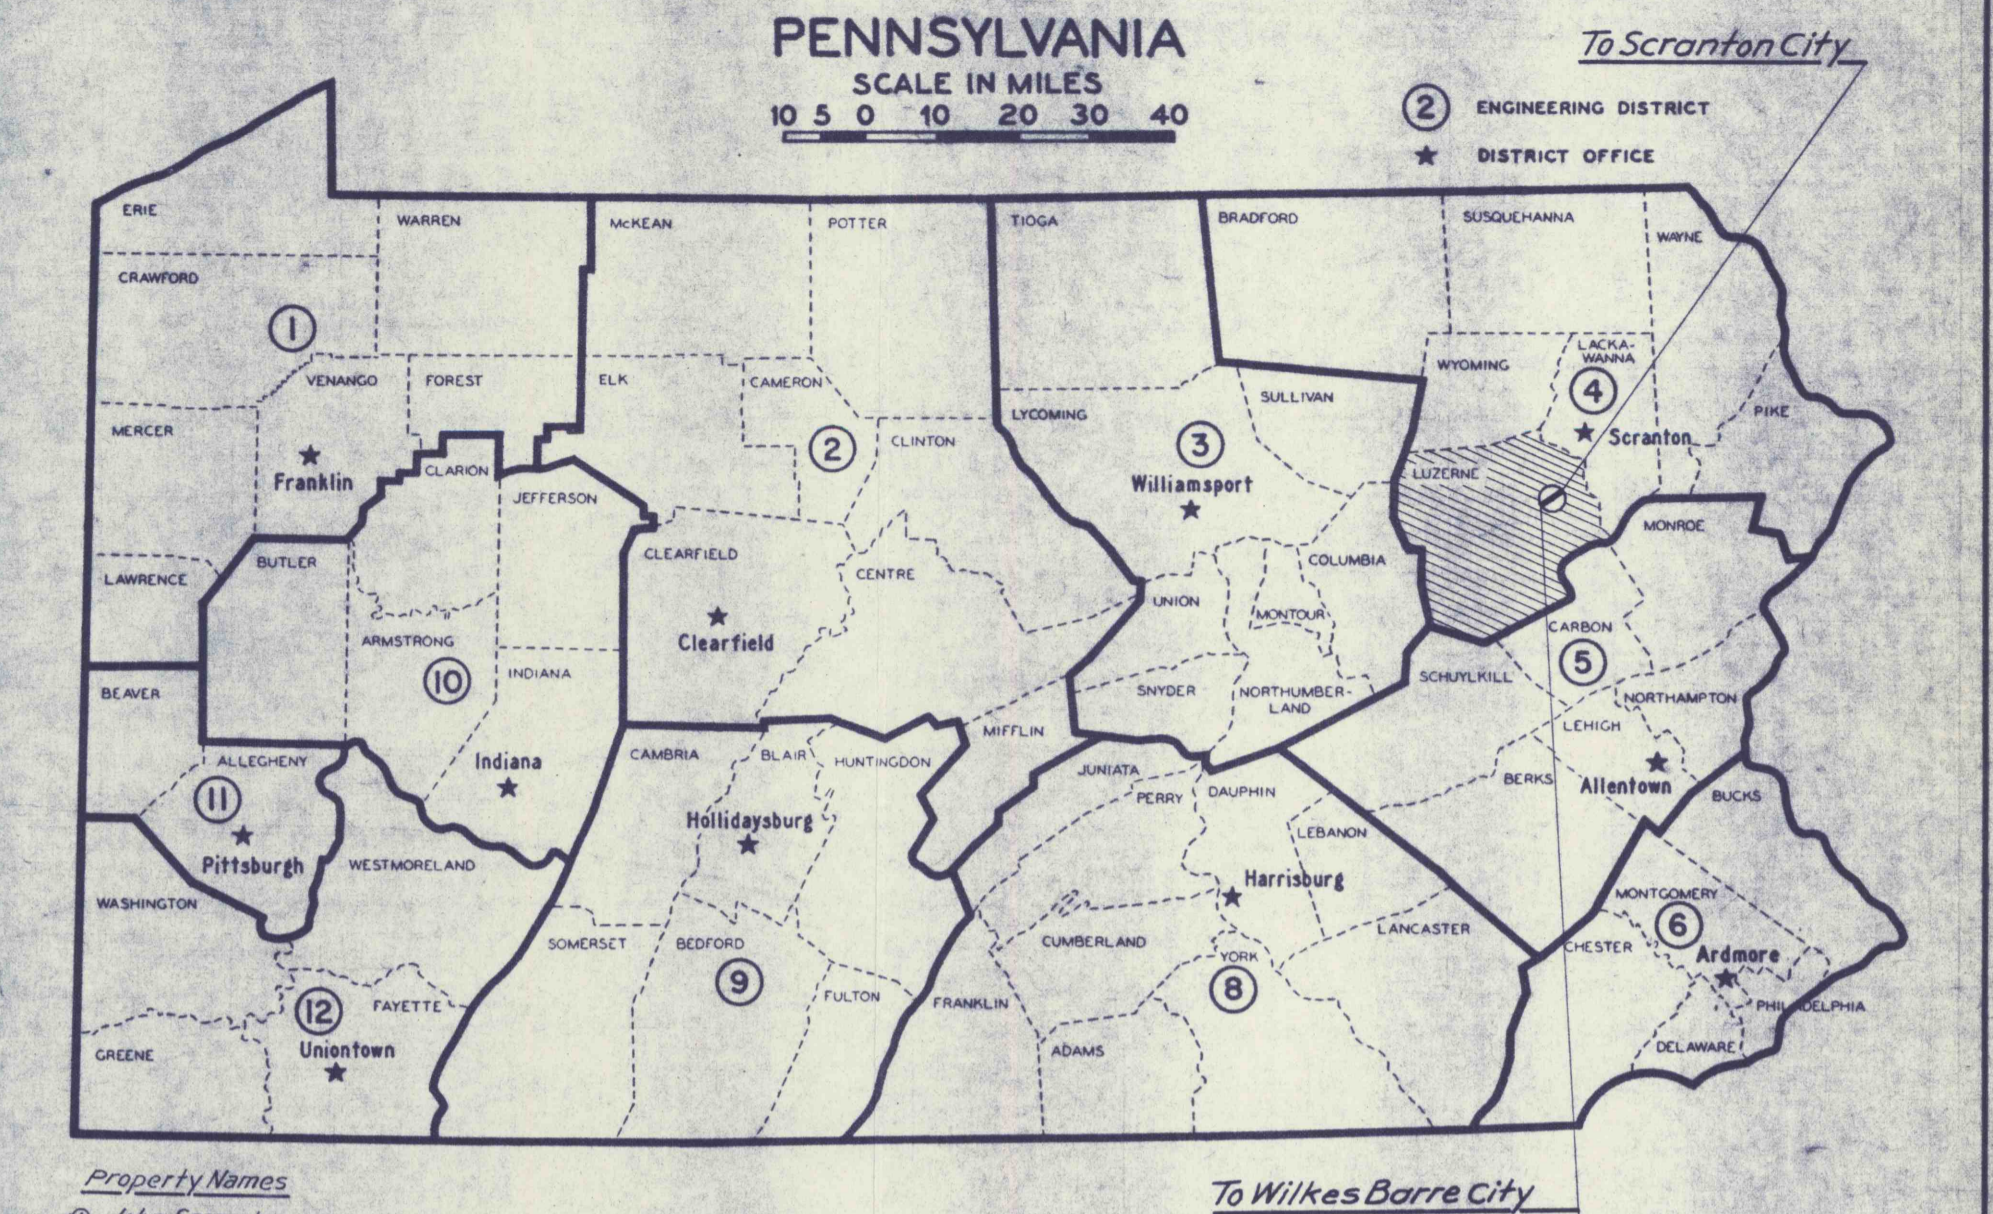 PENNSYLVANIA
SCALE IN MILES
10 5 0 10 20 30 40
To Scranton City
2 ENGINEERING DISTRICT
★ DISTRICT OFFICE
ERIE
WARREN
McKEAN
POTTER
TIOGA
BRADFORD
SUSQUEHANNA
WAYNE
CRAWFORD
1
VENANGO
FOREST
ELK
CAMERON
WYOMING
LACKA-
WANNA
4
SULLIVAN
PIKE
MERCER
LYCOMING
CLINTON
2
3
Scranton
Franklin
CLARION
JEFFERSON
Williamsport
LUZERNE
MONROE
LAWRENCE
BUTLER
CLEARFIELD
CENTRE
COLUMBIA
UNION
MONTOUR
CARBON
5
ARMSTRONG
10
INDIANA
Clearfield
SNYDER
NORTHUMBER-
LAND
SCHUYLKILL
NORTHAMPTON
BEAVER
MIFFLIN
LEHIGH
ALLEGHENY
Indiana
CAMBRIA
BLAIR
HUNTINGDON
JUNIATA
PERRY
DAUPHIN
BERKS
Allentown
BUCKS
11
Pittsburgh
WESTMORELAND
Hollidaysburg
LEBANON
Harrisburg
WASHINGTON
MONTGOMERY
6
SOMERSET
BEDFORD
9
CUMBERLAND
LANCASTER
YORK
8
CHESTER
Ardmore
12
FAYETTE
FULTON
FRANKLIN
PHILADELPHIA
GREENE
Uniontown
ADAMS
DELAWARE
Property Names
To Wilkes Barre City